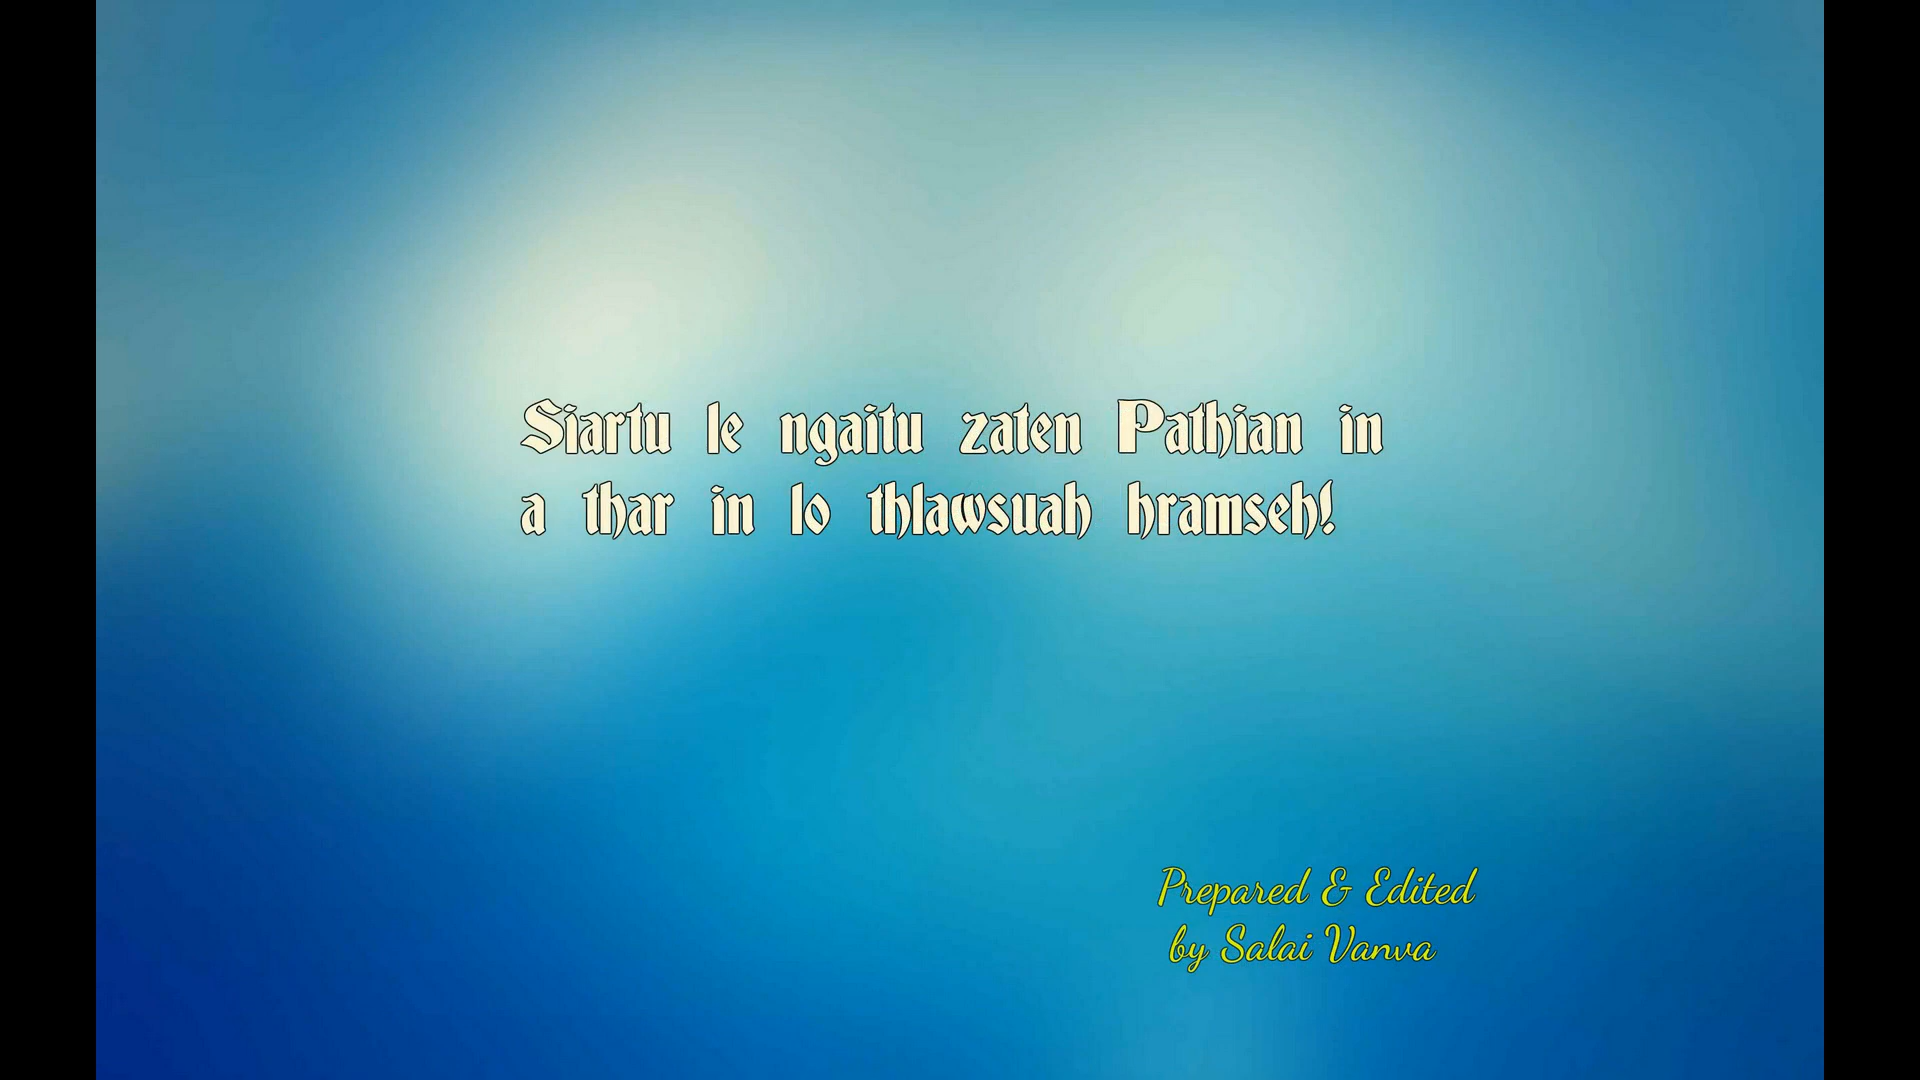 Siartu le ngaitu zaten Pathian in
a thar in lo thlawsuah hramseh!
Prepared & Edited
by Salai Vanva